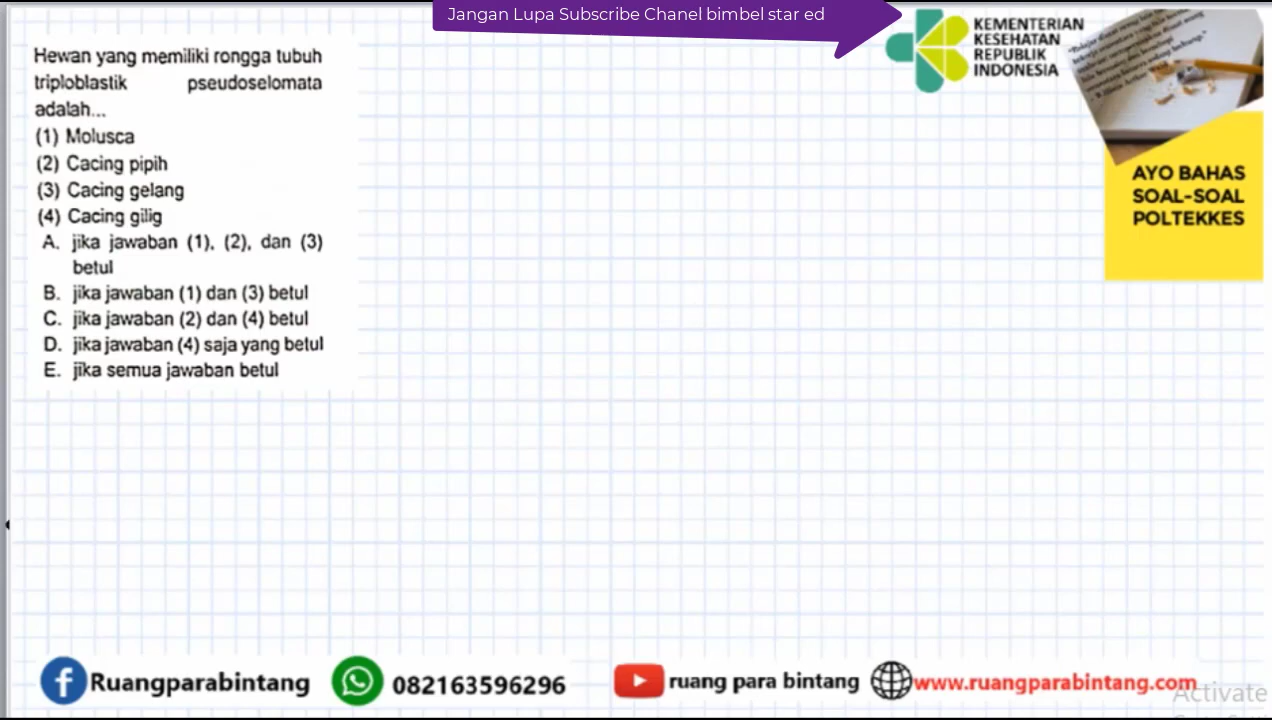 Jangan Lupa Subscribe Chanel bimbel star ed
KEMENTERIAN
KESEHATAN
REPUBLIK
INDONESIA
Hewan yang memiliki rongga tubuh
triploblastik pseudoselomata
adalah...
(1) Molusca
(2) Cacing pipih
(3) Cacing gelang
(4) Cacing gilig
A. jika jawaban (1), (2), dan (3)
betul
B. jika jawaban (1) dan (3) betul
C. jika jawaban (2) dan (4) betul
D. jika jawaban (4) saja yang betul
E. jika semua jawaban betul
AYO BAHAS
SOAL-SOAL
POLTEKKES
Ruangparabintang
082163596296
ruang para bintang
www.ruangparabintang.com
Activate